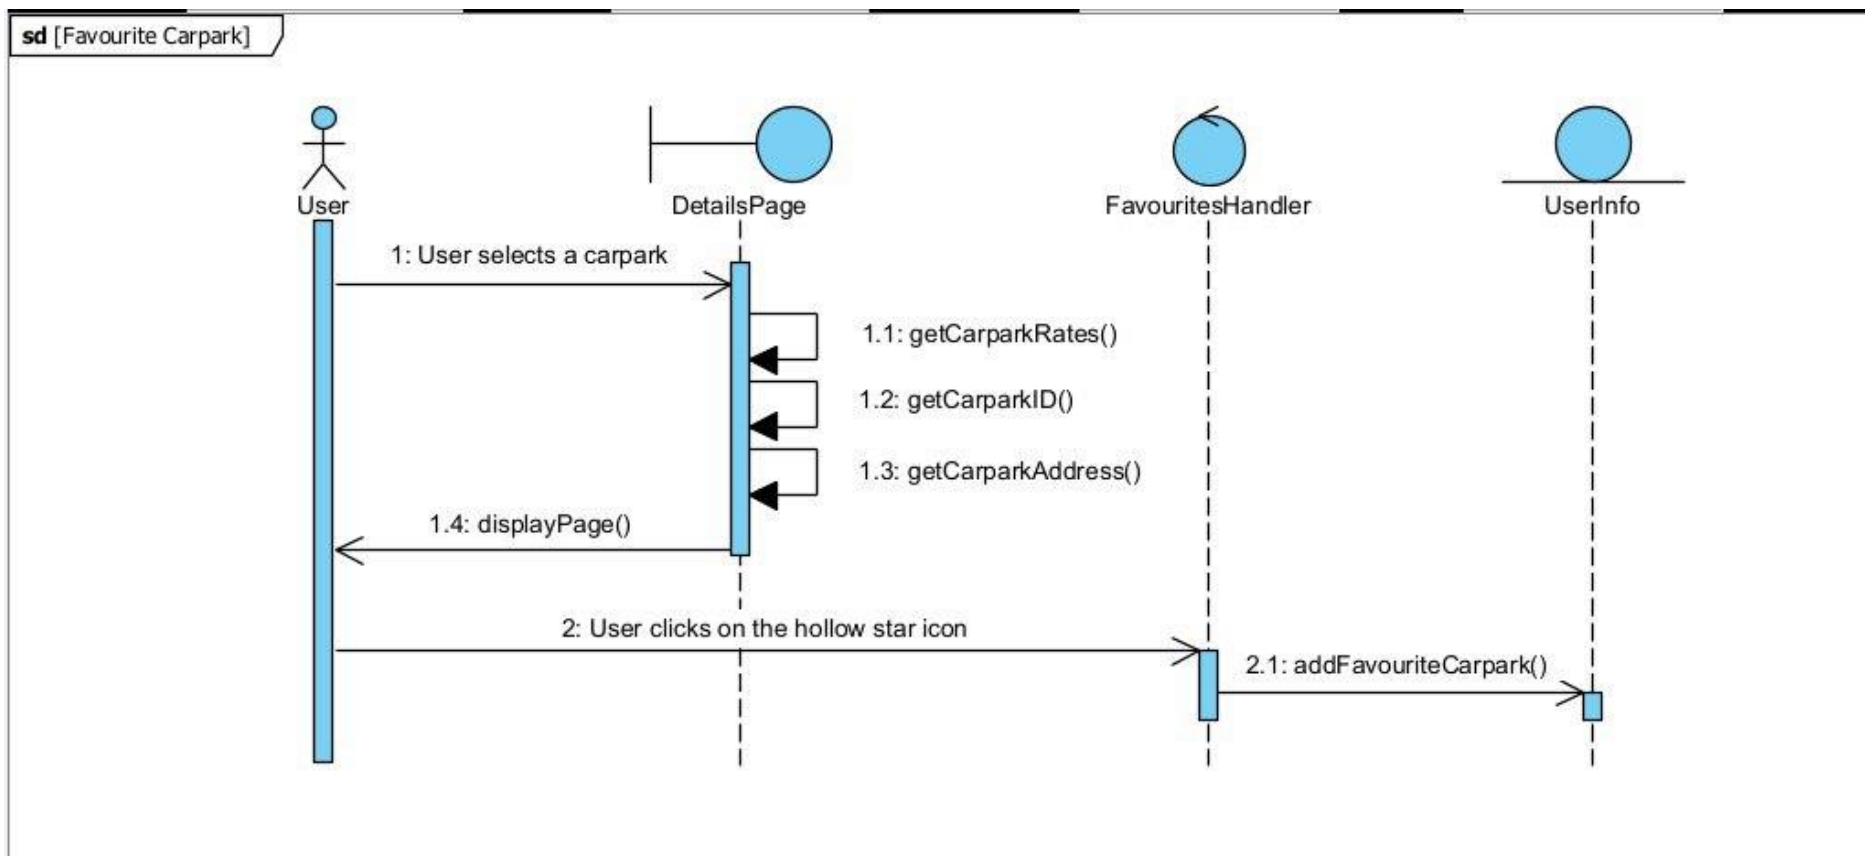 sd [Favourite Carpark]
User
DetailsPage
FavouritesHandler
UserInfo
1: User selects a carpark
1.1: getCarparkRates()
1.2: getCarparkID()
1.3: getCarparkAddress()
1.4: displayPage()
2: User clicks on the hollow star icon
2.1: addFavouriteCarpark()